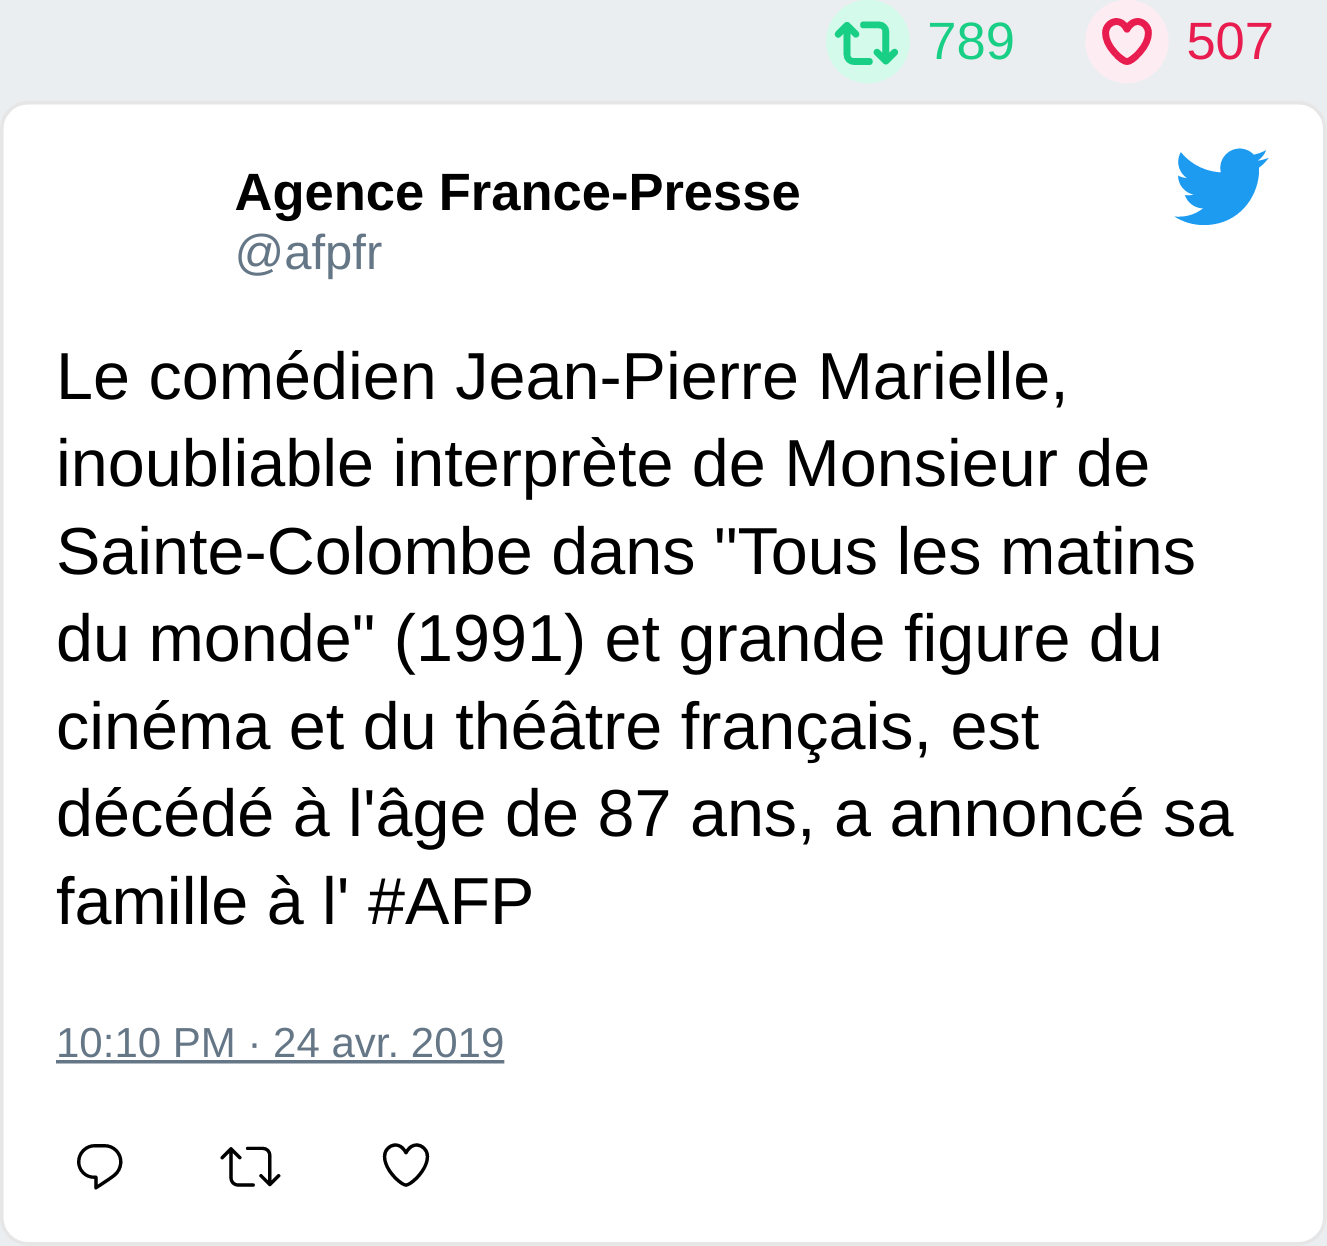 789 507
Agence France-Presse
@afpfr
Le comédien Jean-Pierre Marielle,
inoubliable interprète de Monsieur de
Sainte-Colombe dans "Tous les matins
du monde" (1991) et grande figure du
cinéma et du théâtre français, est
décédé à l'âge de 87 ans, a annoncé sa
famille à l' #AFP
10:10 PM · 24 avr. 2019